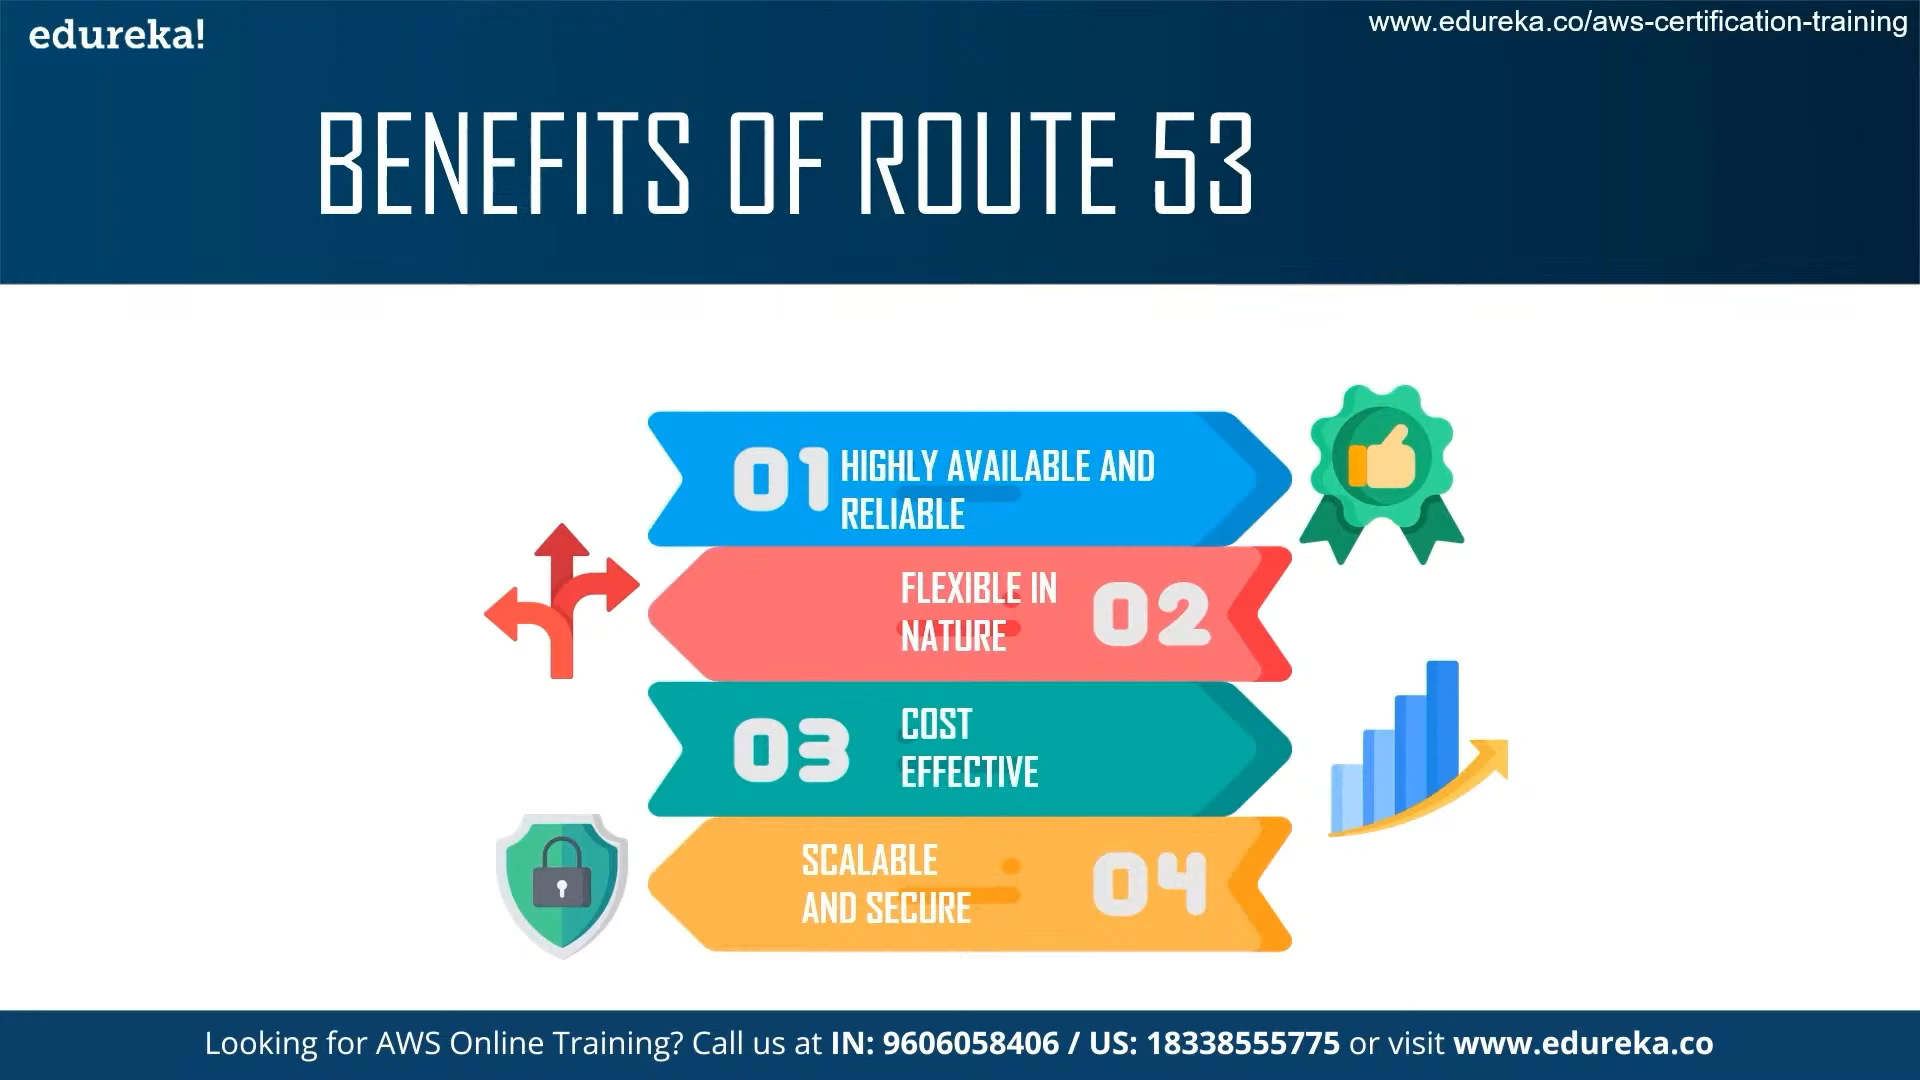 edureka!
www.edureka.co/aws-certification-training
BENEFITS OF ROUTE 53
01 HIGHLY AVAILABLE AND
RELIABLE
FLEXIBLE IN
NATURE
02
03
COST
EFFECTIVE
SCALABLE
AND SECURE
04
Looking for AWS Online Training? Call us at IN: 9606058406 / US: 18338555775 or visit www.edureka.co